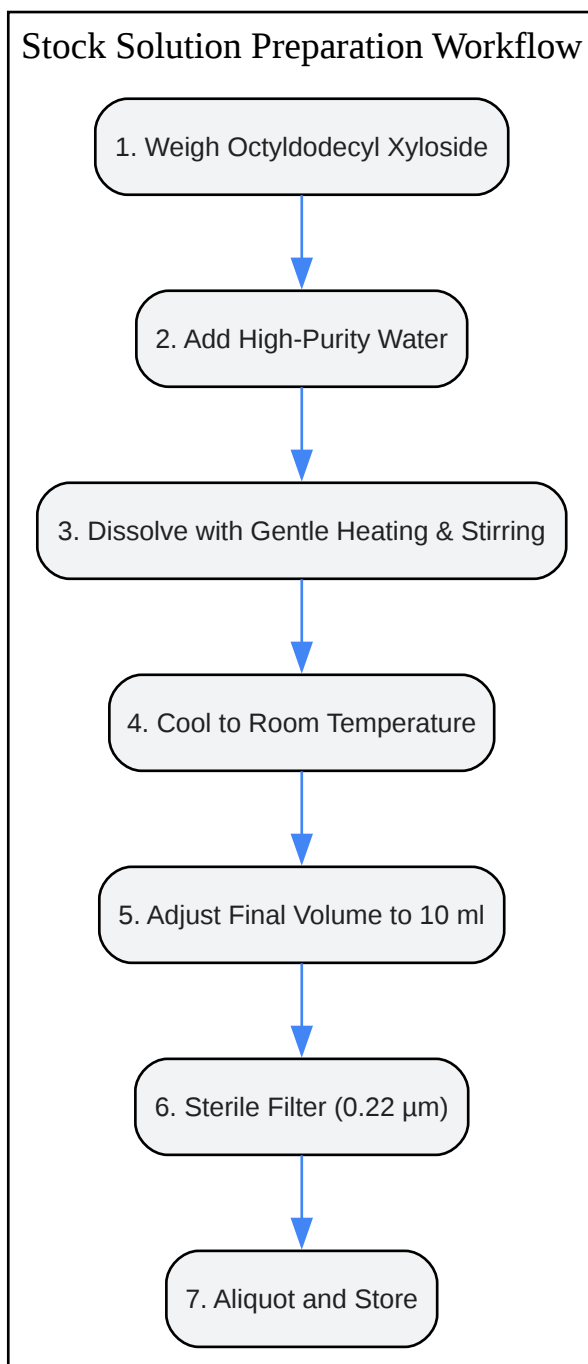 Stock Solution Preparation Workflow
1. Weigh Octyldodecyl Xyloside
2. Add High-Purity Water
3. Dissolve with Gentle Heating & Stirring
4. Cool to Room Temperature
5. Adjust Final Volume to 10 ml
6. Sterile Filter (0.22 µm)
7. Aliquot and Store